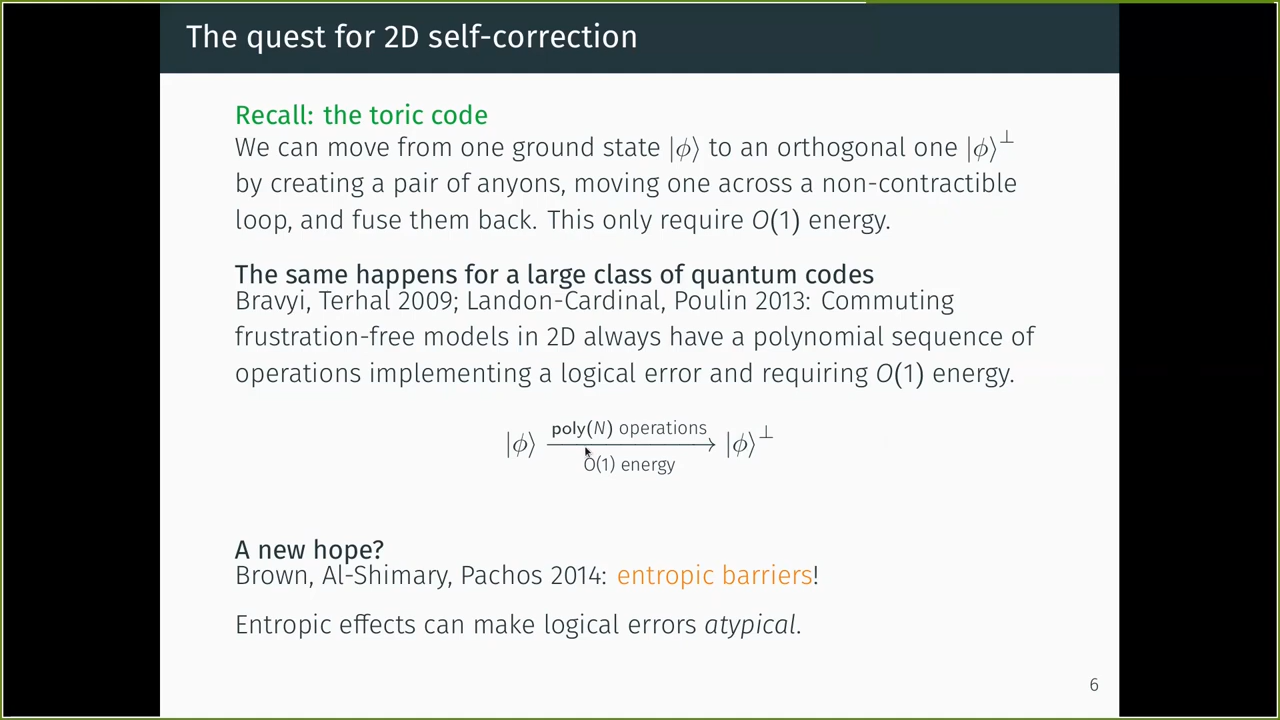 The quest for 2D self-correction
Recall: the toric code
We can move from one ground state |ϕ⟩ to an orthogonal one |ϕ⟩⊥
by creating a pair of anyons, moving one across a non-contractible
loop, and fuse them back. This only require O(1) energy.
The same happens for a large class of quantum codes
Bravyi, Terhal 2009; Landon-Cardinal, Poulin 2013: Commuting
frustration-free models in 2D always have a polynomial sequence of
operations implementing a logical error and requiring O(1) energy.
poly(N) operations
|ϕ⟩ ⟶ |ϕ⟩⊥
O(1) energy
A new hope?
Brown, Al-Shimary, Pachos 2014: entropic barriers!
Entropic effects can make logical errors atypical.
6